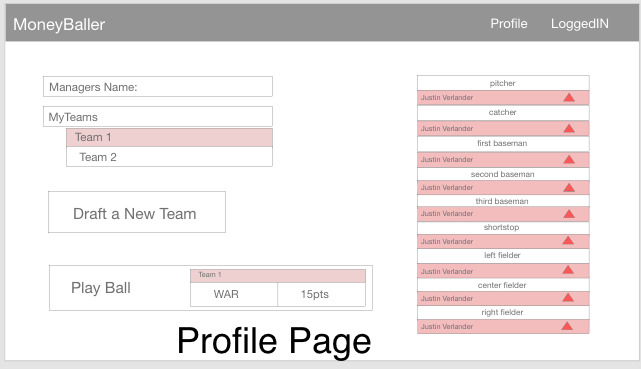 MoneyBaller
Profile LoggedIN
Managers Name:
MyTeams
Team 1
Team 2
Draft a New Team
Play Ball
Team 1
WAR 15pts
Profile Page
pitcher
Justin Verlander
catcher
Justin Verlander
first baseman
Justin Verlander
second baseman
Justin Verlander
third baseman
Justin Verlander
shortstop
Justin Verlander
left fielder
Justin Verlander
center fielder
Justin Verlander
right fielder
Justin Verlander